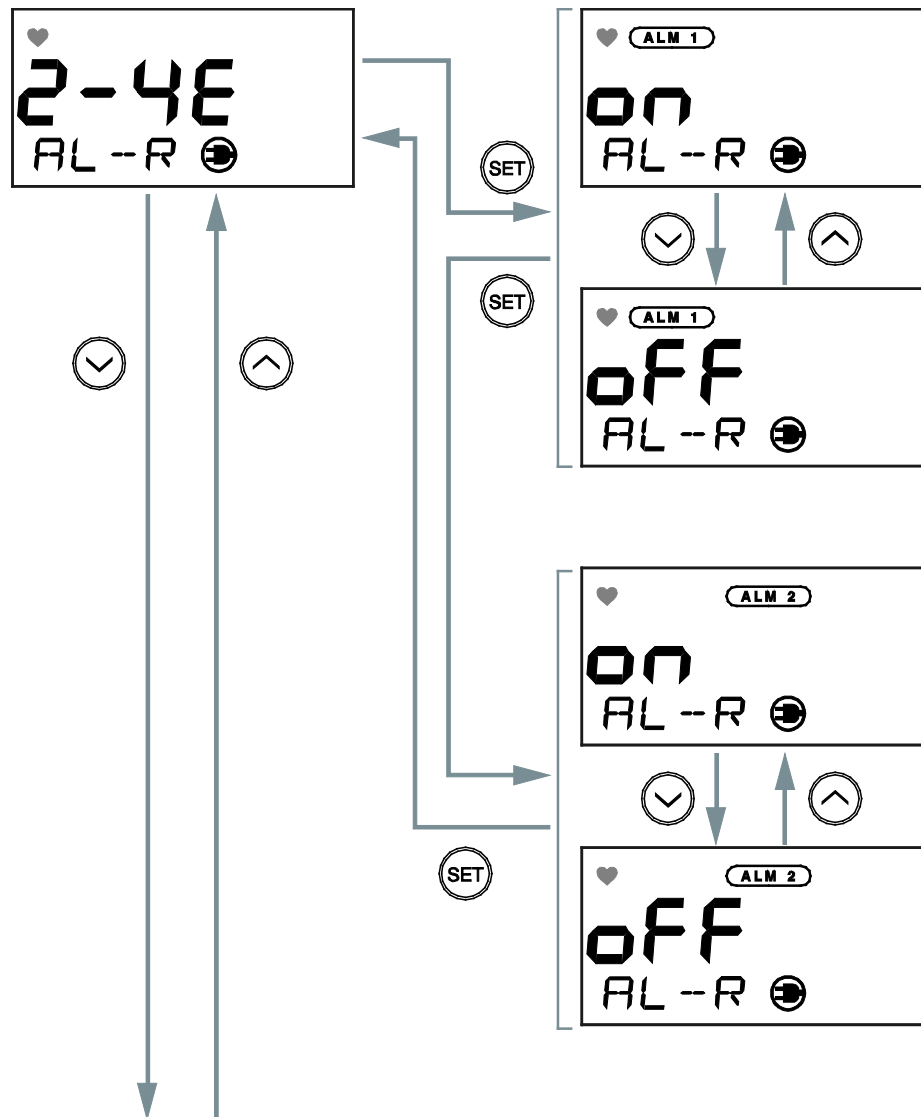 2-4E
AL--R
SET
ALM 1
on
AL--R
SET
ALM 1
oFF
AL--R
ALM 2
on
AL--R
SET
ALM 2
oFF
AL--R